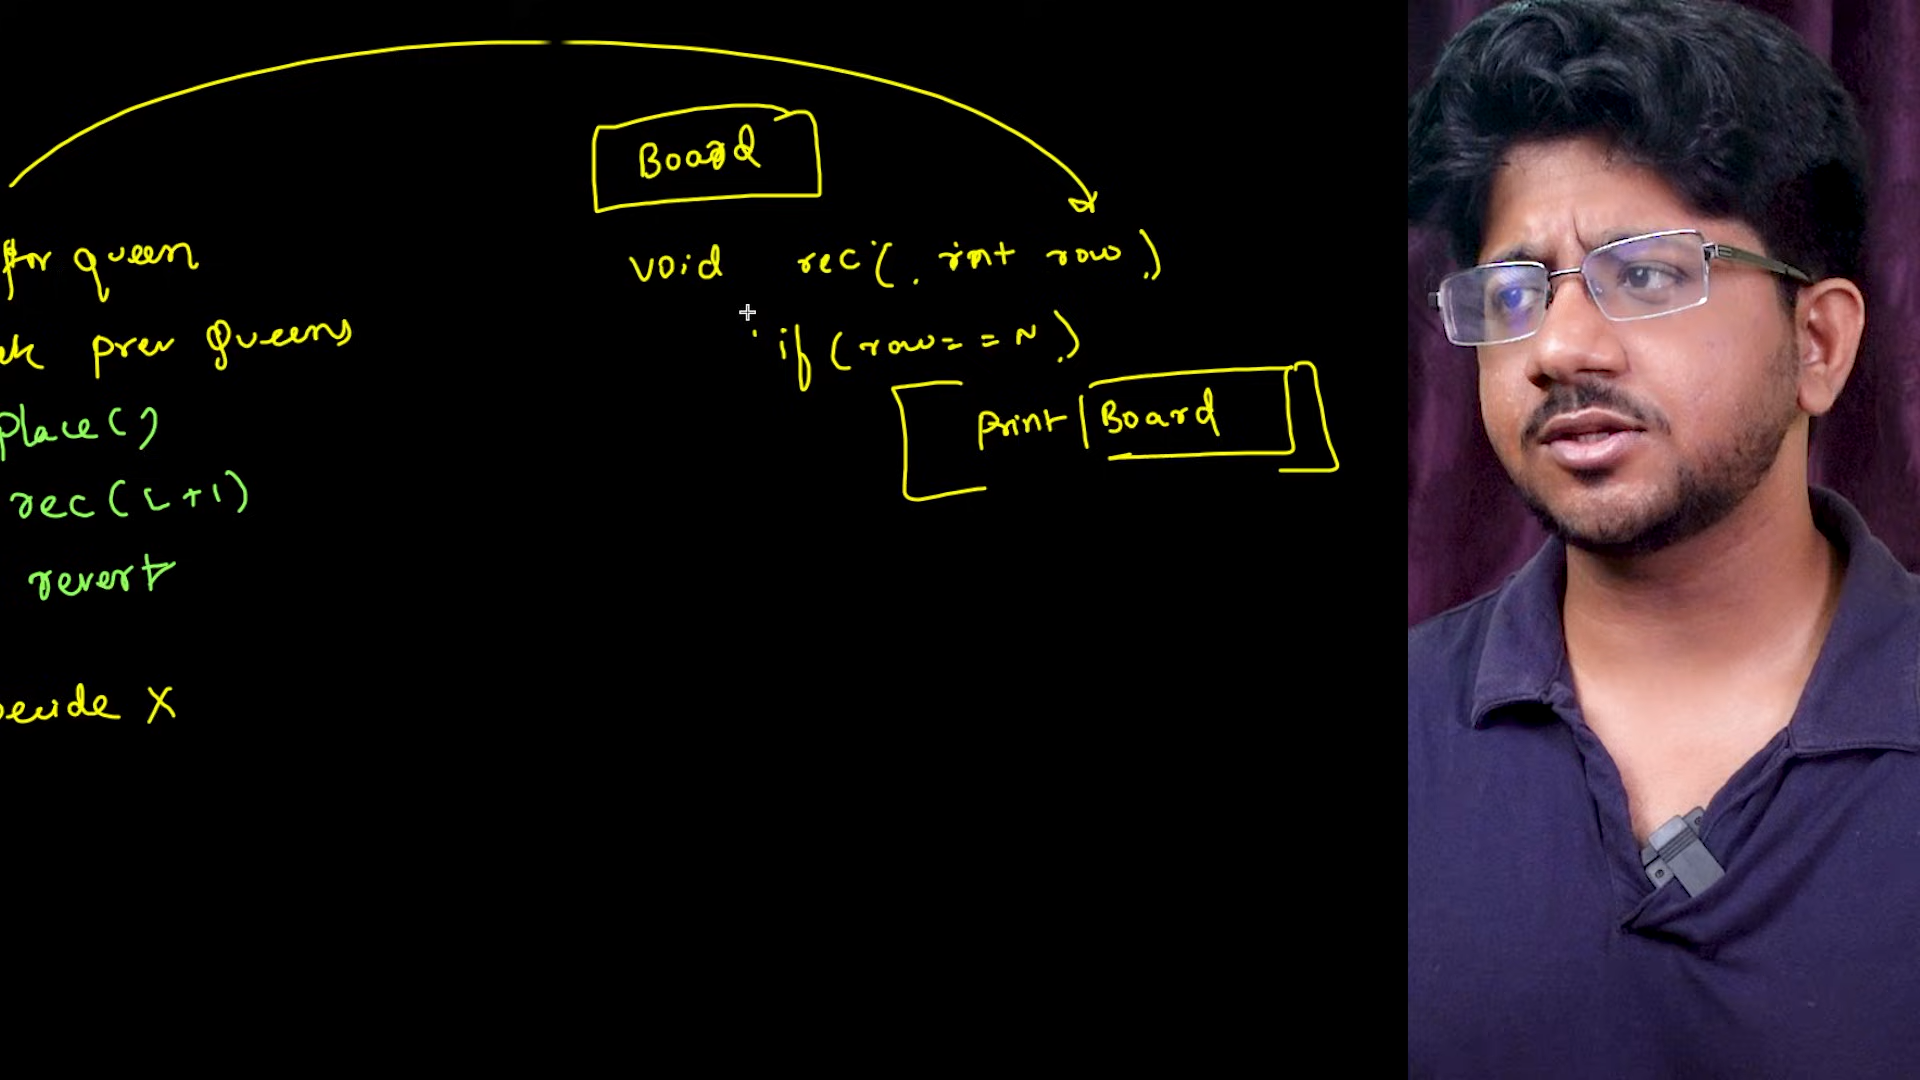 Board
for queen
prev Queens
Place()
rec(L+1)
revert
X
void rec(, int row,)
if (row==N)
Print Board